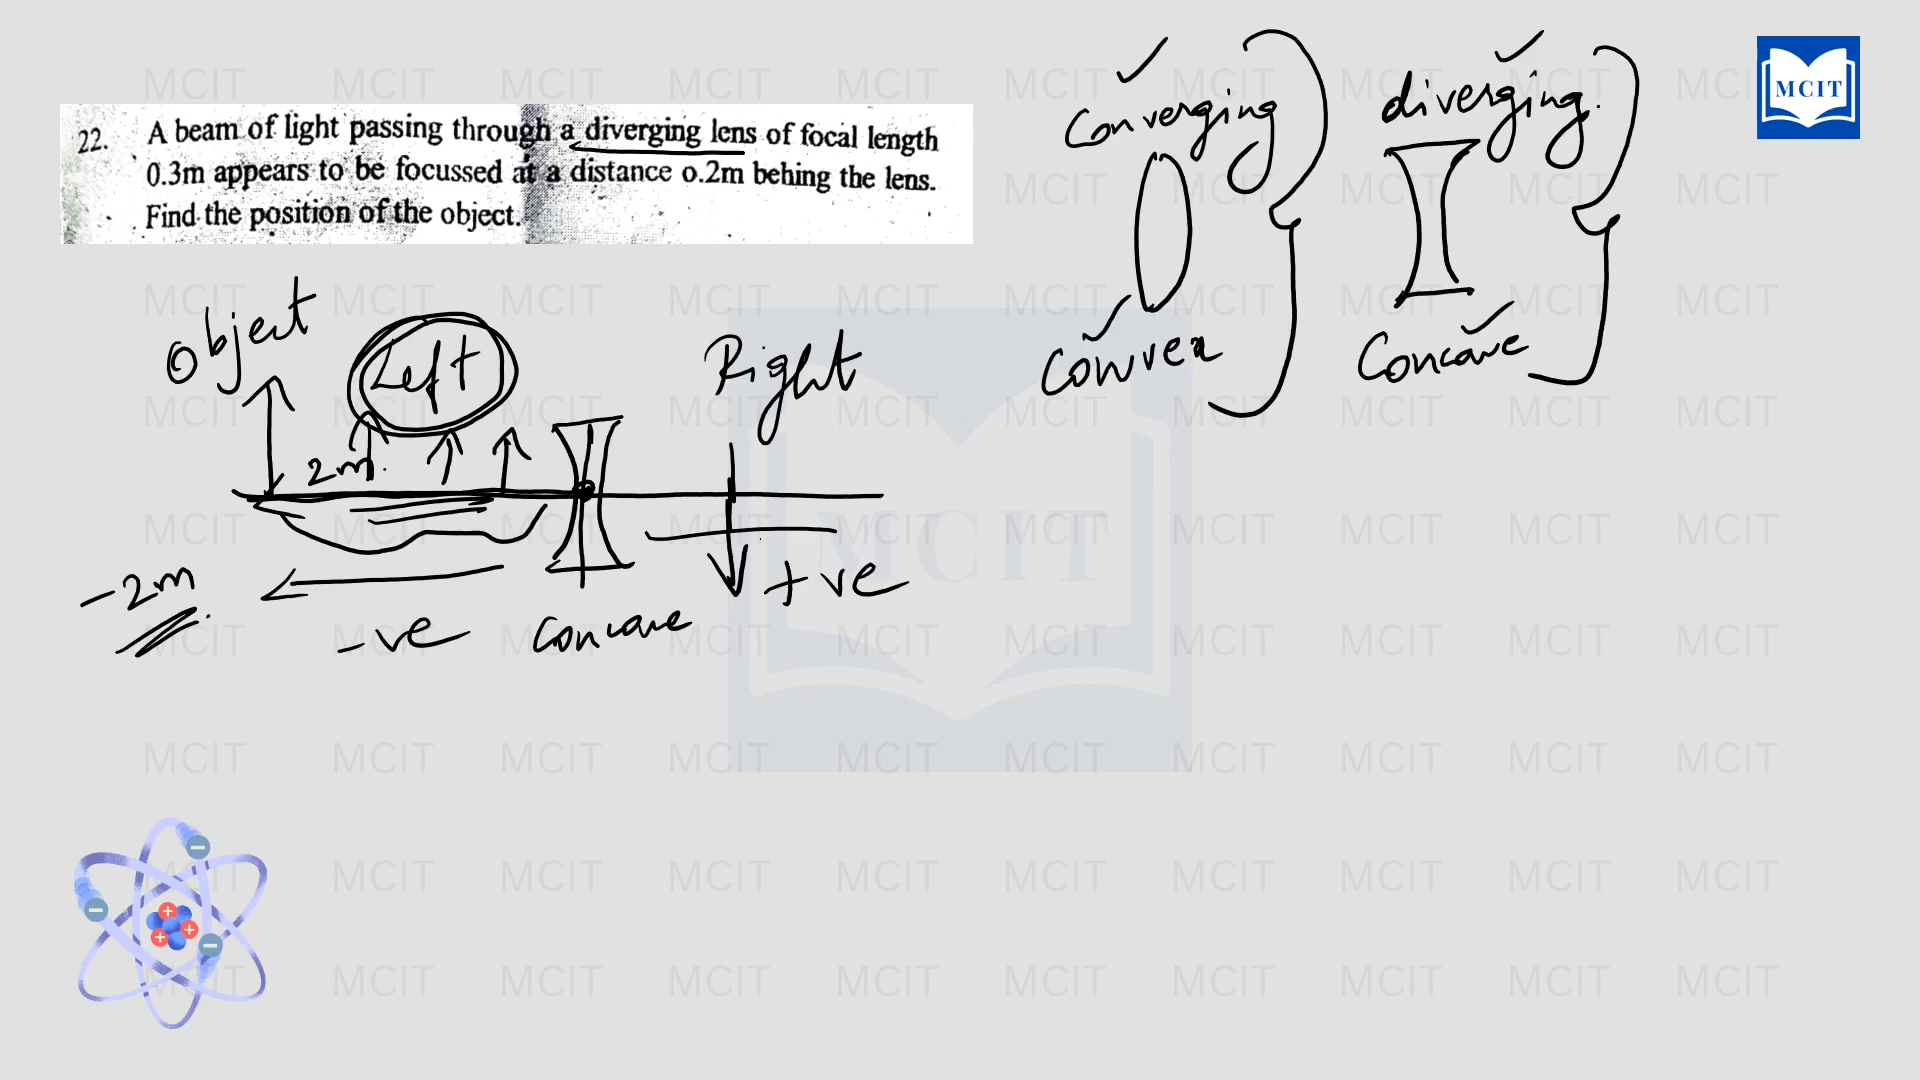 22. A beam of light passing through a diverging lens of focal length
0.3m appears to be focussed at a distance o.2m behing the lens.
Find the position of the object.
Converging
diverging.
Convex
Concave
Object
Left
Right
2m.
-2m
-ve
Concave
+ve
MCIT